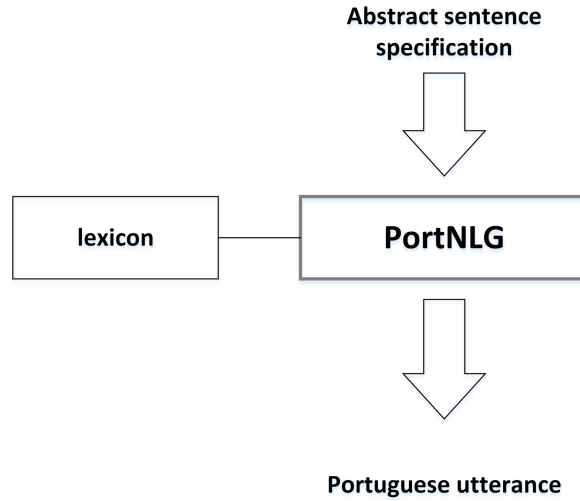 Abstract sentence
specification
lexicon
PortNLG
Portuguese utterance